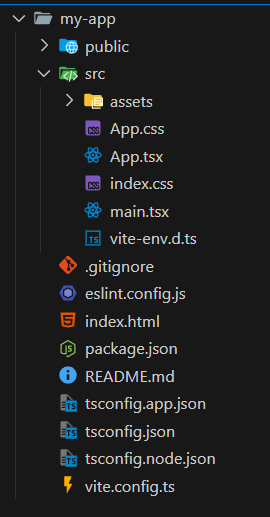 my-app
public
src
assets
App.css
App.tsx
index.css
main.tsx
vite-env.d.ts
.gitignore
eslint.config.js
index.html
package.json
README.md
tsconfig.app.json
tsconfig.json
tsconfig.node.json
vite.config.ts